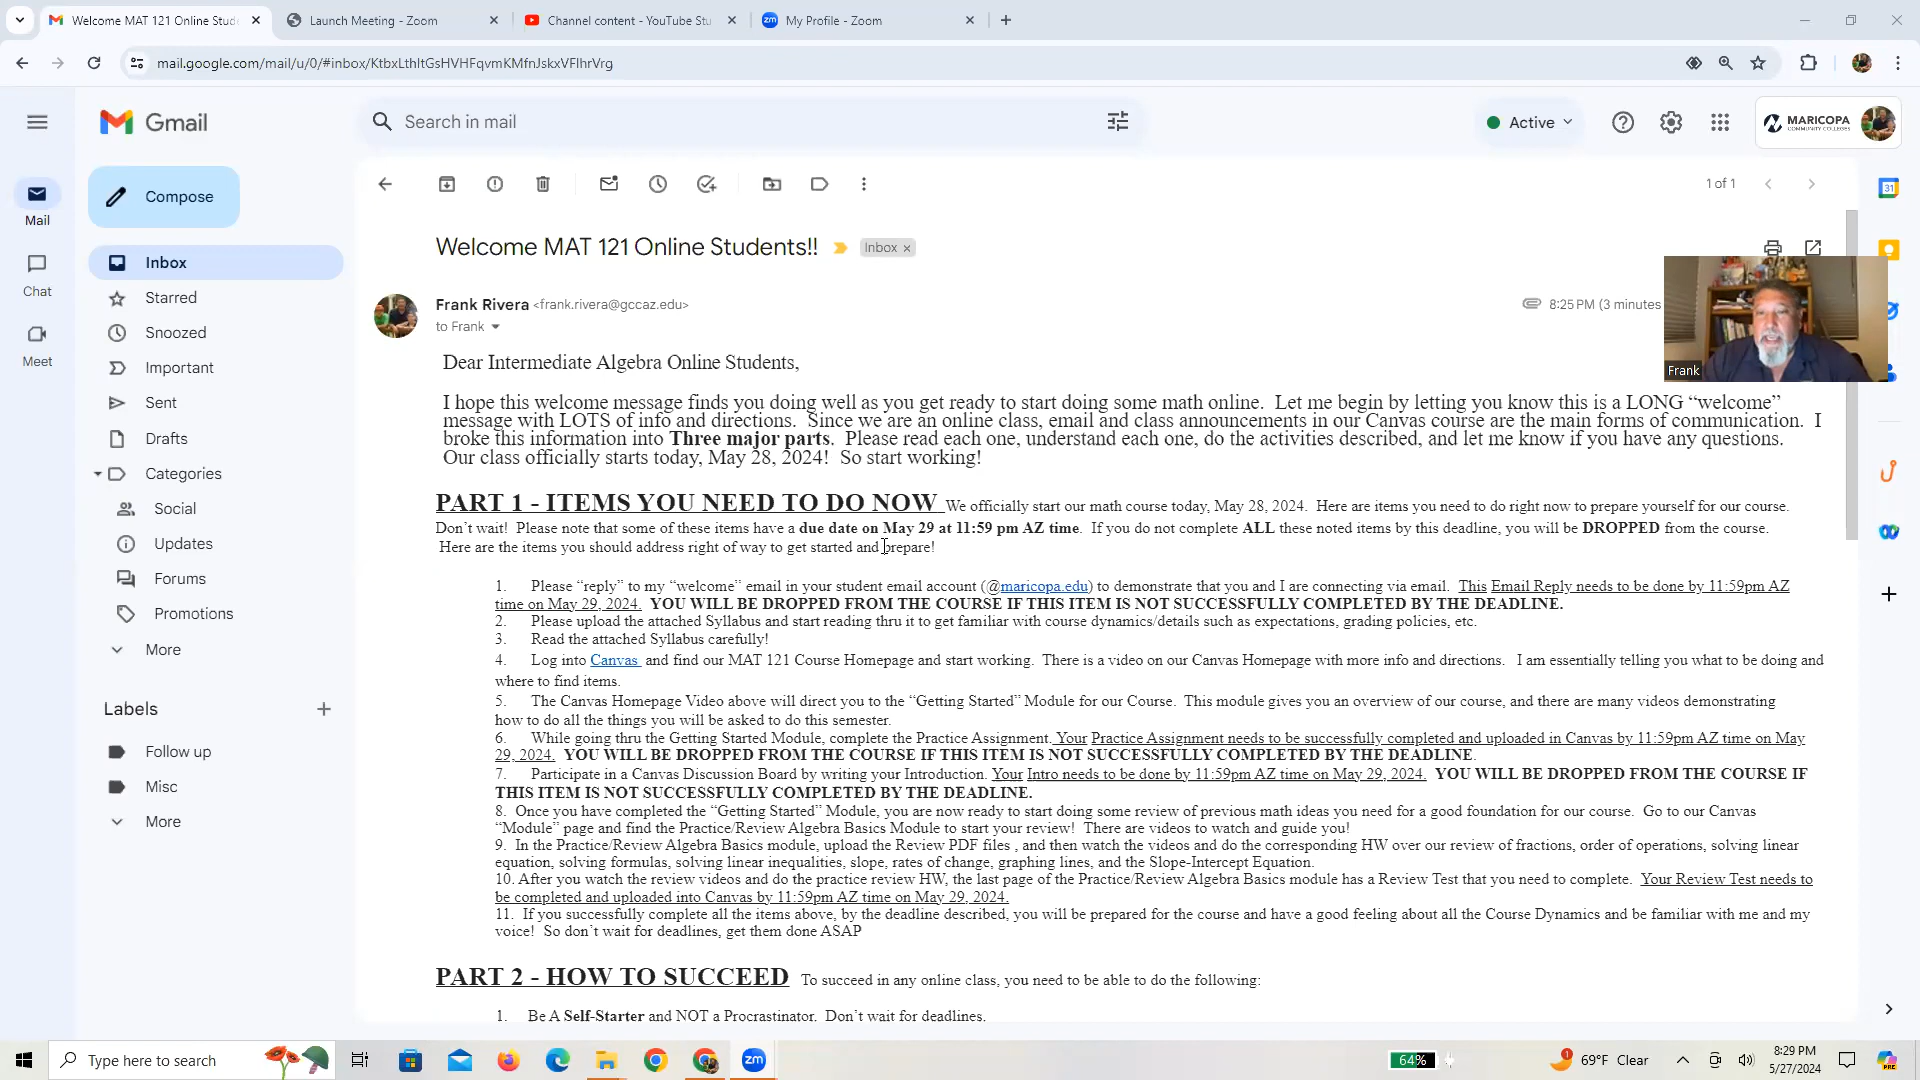 Welcome MAT 121 Online Stude
Launch Meeting - Zoom
Channel content - YouTube Stu
My Profile - Zoom
mail.google.com/mail/u/0/#inbox/KtbxLthltGsHVHFqvmKMfnJskxVFlhrVrg
Gmail
Search in mail
Active
MARICOPA
COMMUNITY COLLEGES
Compose
Mail
Chat
Meet
Inbox
Starred
Snoozed
Important
Sent
Drafts
Categories
Social
Updates
Forums
Promotions
More
Labels
Follow up
Misc
More
1 of 1
Welcome MAT 121 Online Students!!
Inbox
Frank Rivera <frank.rivera@gccaz.edu>
8:25 PM (3 minutes
to Frank
Frank
31
Dear Intermediate Algebra Online Students,
I hope this welcome message finds you doing well as you get ready to start doing some math online. Let me begin by letting you know this is a LONG “welcome”
message with LOTS of info and directions. Since we are an online class, email and class announcements in our Canvas course are the main forms of communication. I
broke this information into Three major parts. Please read each one, understand each one, do the activities described, and let me know if you have any questions.
Our class officially starts today, May 28, 2024! So start working!
PART 1 - ITEMS YOU NEED TO DO NOW We officially start our math course today, May 28, 2024. Here are items you need to do right now to prepare yourself for our course.
Don’t wait! Please note that some of these items have a due date on May 29 at 11:59 pm AZ time. If you do not complete ALL these noted items by this deadline, you will be DROPPED from the course.
Here are the items you should address right of way to get started and prepare!
1. Please “reply” to my “welcome” email in your student email account (@maricopa.edu) to demonstrate that you and I are connecting via email. This Email Reply needs to be done by 11:59pm AZ
time on May 29, 2024. YOU WILL BE DROPPED FROM THE COURSE IF THIS ITEM IS NOT SUCCESSFULLY COMPLETED BY THE DEADLINE.
2. Please upload the attached Syllabus and start reading thru it to get familiar with course dynamics/details such as expectations, grading policies, etc.
3. Read the attached Syllabus carefully!
4. Log into Canvas and find our MAT 121 Course Homepage and start working. There is a video on our Canvas Homepage with more info and directions. I am essentially telling you what to be doing and
where to find items.
5. The Canvas Homepage Video above will direct you to the “Getting Started” Module for our Course. This module gives you an overview of our course, and there are many videos demonstrating
how to do all the things you will be asked to do this semester.
6. While going thru the Getting Started Module, complete the Practice Assignment. Your Practice Assignment needs to be successfully completed and uploaded in Canvas by 11:59pm AZ time on May
29, 2024. YOU WILL BE DROPPED FROM THE COURSE IF THIS ITEM IS NOT SUCCESSFULLY COMPLETED BY THE DEADLINE.
7. Participate in a Canvas Discussion Board by writing your Introduction. Your Intro needs to be done by 11:59pm AZ time on May 29, 2024. YOU WILL BE DROPPED FROM THE COURSE IF
THIS ITEM IS NOT SUCCESSFULLY COMPLETED BY THE DEADLINE.
8. Once you have completed the “Getting Started” Module, you are now ready to start doing some review of previous math ideas you need for a good foundation for our course. Go to our Canvas
“Module” page and find the Practice/Review Algebra Basics Module to start your review! There are videos to watch and guide you!
9. In the Practice/Review Algebra Basics module, upload the Review PDF files , and then watch the videos and do the corresponding HW over our review of fractions, order of operations, solving linear
equation, solving formulas, solving linear inequalities, slope, rates of change, graphing lines, and the Slope-Intercept Equation.
10. After you watch the review videos and do the practice review HW, the last page of the Practice/Review Algebra Basics module has a Review Test that you need to complete. Your Review Test needs to
be completed and uploaded into Canvas by 11:59pm AZ time on May 29, 2024.
11. If you successfully complete all the items above, by the deadline described, you will be prepared for the course and have a good feeling about all the Course Dynamics and be familiar with me and my
voice! So don’t wait for deadlines, get them done ASAP
PART 2 - HOW TO SUCCEED To succeed in any online class, you need to be able to do the following:
1. Be A Self-Starter and NOT a Procrastinator. Don’t wait for deadlines.
Type here to search
zm
64%
1
69°F Clear
8:29 PM
5/27/2024
PRE